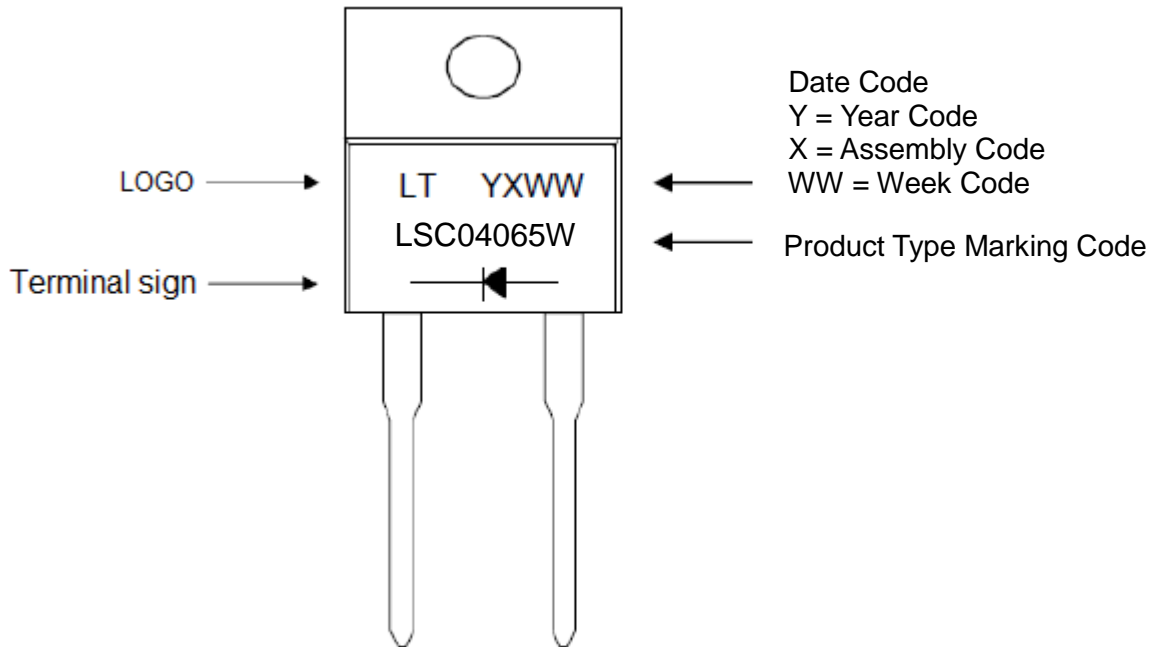 Date Code
Y = Year Code
X = Assembly Code
WW = Week Code
LOGO
LT YXWW
LSC04065W
Product Type Marking Code
Terminal sign